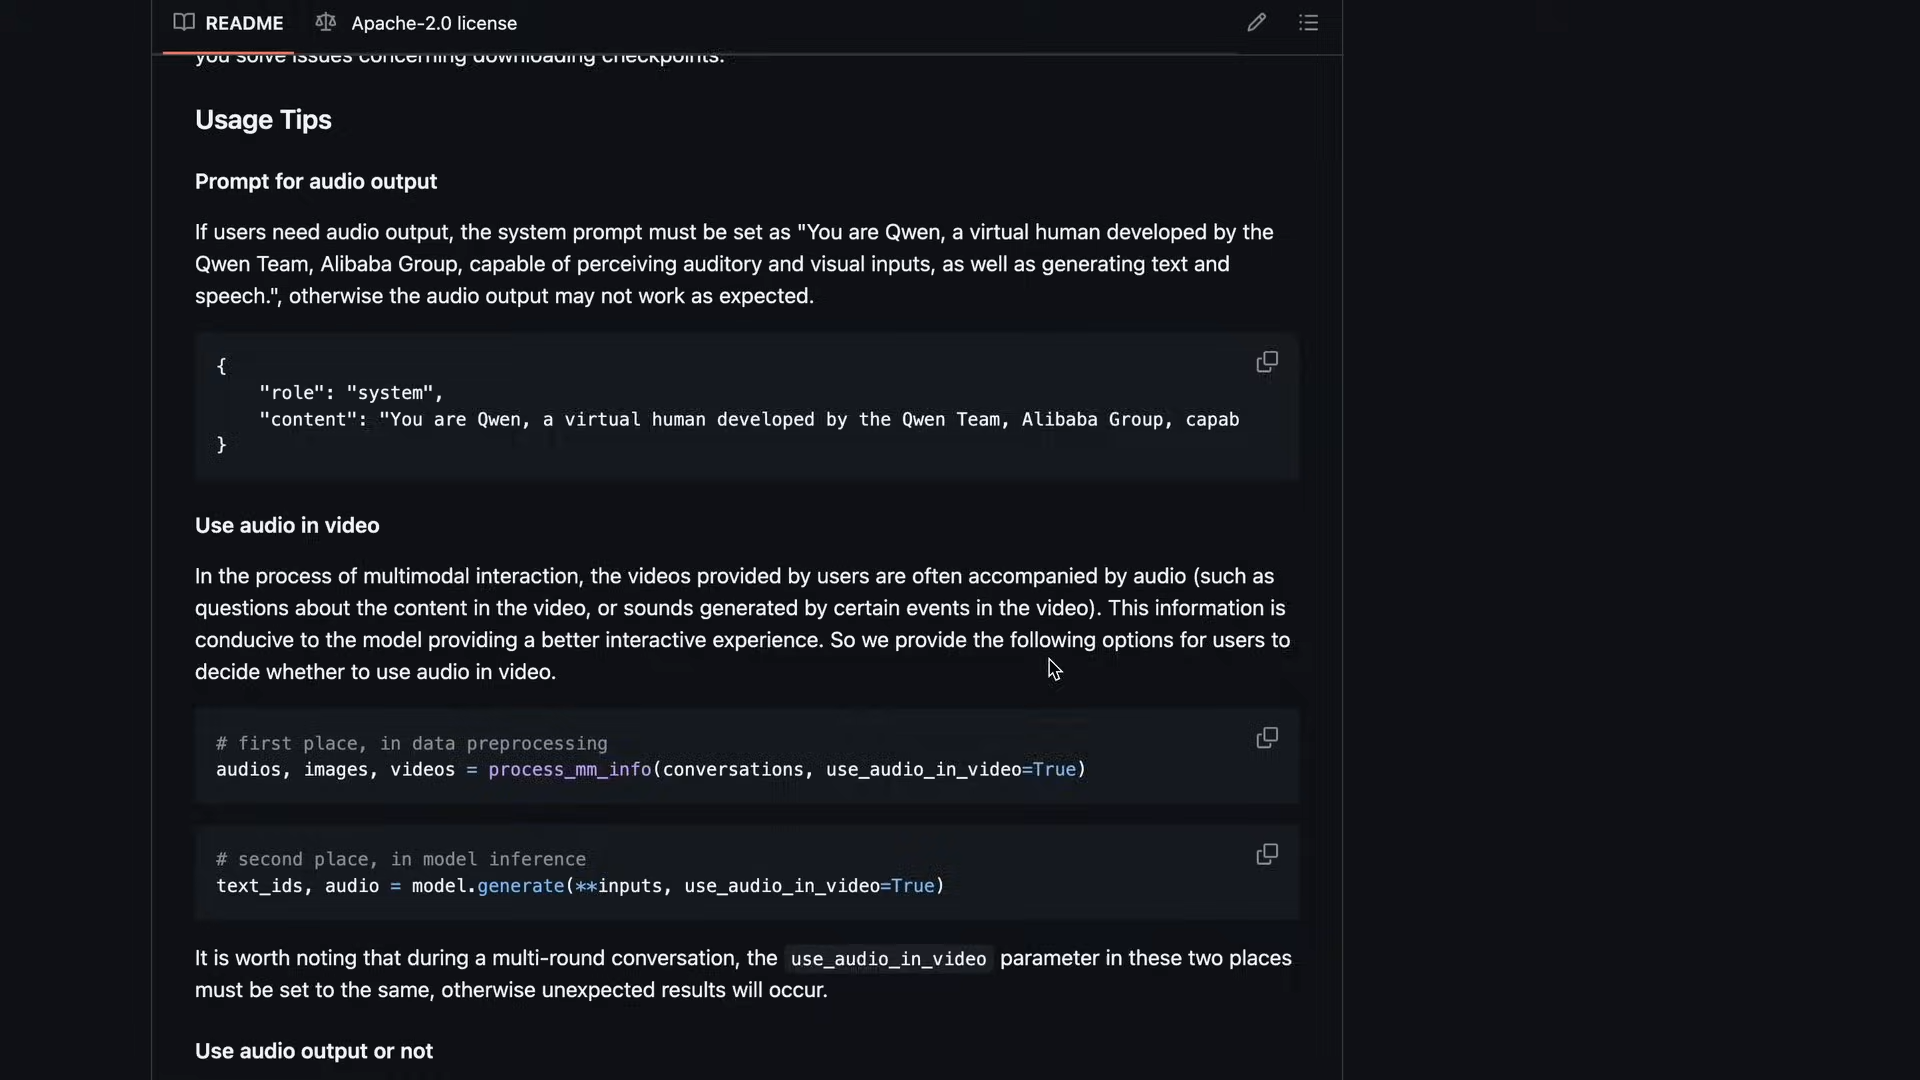 README
Apache-2.0 license
you solve issues concerning downloading checkpoints.
Usage Tips
Prompt for audio output
If users need audio output, the system prompt must be set as "You are Qwen, a virtual human developed by the
Qwen Team, Alibaba Group, capable of perceiving auditory and visual inputs, as well as generating text and
speech.", otherwise the audio output may not work as expected.
{
"role": "system",
"content": "You are Qwen, a virtual human developed by the Qwen Team, Alibaba Group, capab
}
Use audio in video
In the process of multimodal interaction, the videos provided by users are often accompanied by audio (such as
questions about the content in the video, or sounds generated by certain events in the video). This information is
conducive to the model providing a better interactive experience. So we provide the following options for users to
decide whether to use audio in video.
# first place, in data preprocessing
audios, images, videos = process_mm_info(conversations, use_audio_in_video=True)
# second place, in model inference
text_ids, audio = model.generate(**inputs, use_audio_in_video=True)
It is worth noting that during a multi-round conversation, the use_audio_in_video parameter in these two places
must be set to the same, otherwise unexpected results will occur.
Use audio output or not